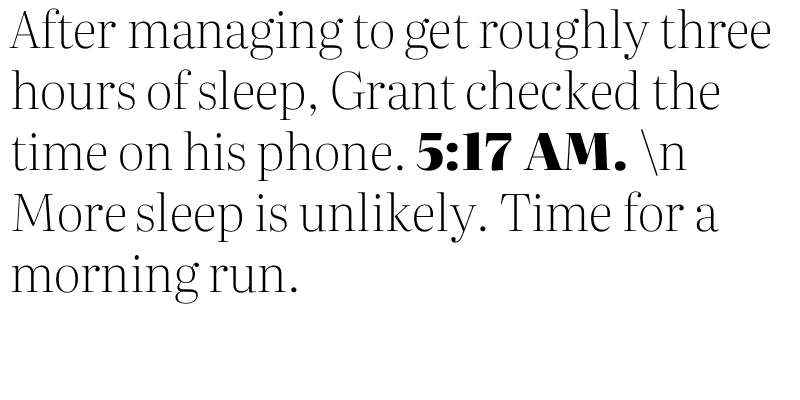 After managing to get roughly three
hours of sleep, Grant checked the
time on his phone. 5:17 AM. \n
More sleep is unlikely. Time for a
morning run.